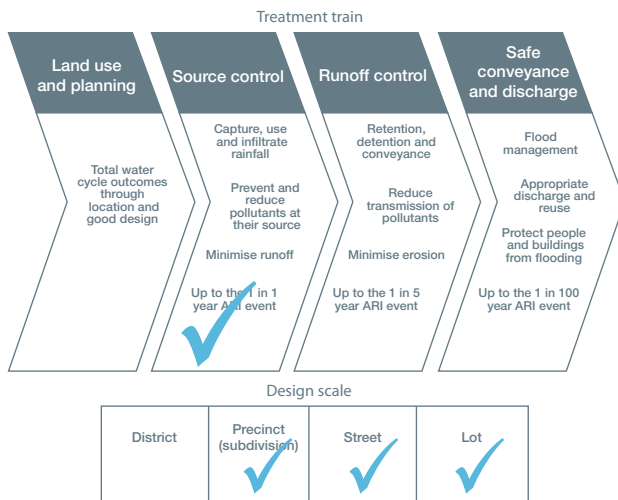 Treatment train
Land use
and planning
Source control
Runoff control
Safe
conveyance
and discharge
Total water
cycle outcomes
through
location and
good design
Capture, use
and infiltrate
rainfall
Prevent and
reduce
pollutants at
their source
Minimise runoff
Up to the 1 in 1
year ARI event
Retention,
detention and
conveyance
Reduce
transmission of
pollutants
Minimise erosion
Up to the 1 in 5
year ARI event
Flood
management
Appropriate
discharge and
reuse
Protect people
and buildings
from flooding
Up to the 1 in 100
year ARI event
Design scale
District
Precinct
(subdivision)
Street
Lot